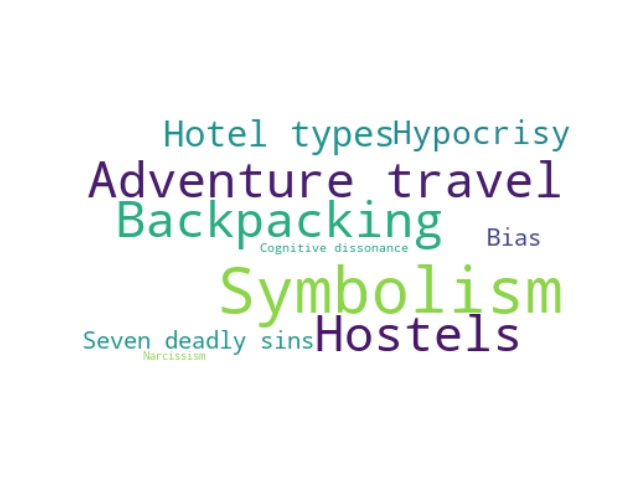 Hotel types
Hypocrisy
Adventure travel
Backpacking
Bias
Cognitive dissonance
Symbolism
Hostels
Seven deadly sins
Narcissism